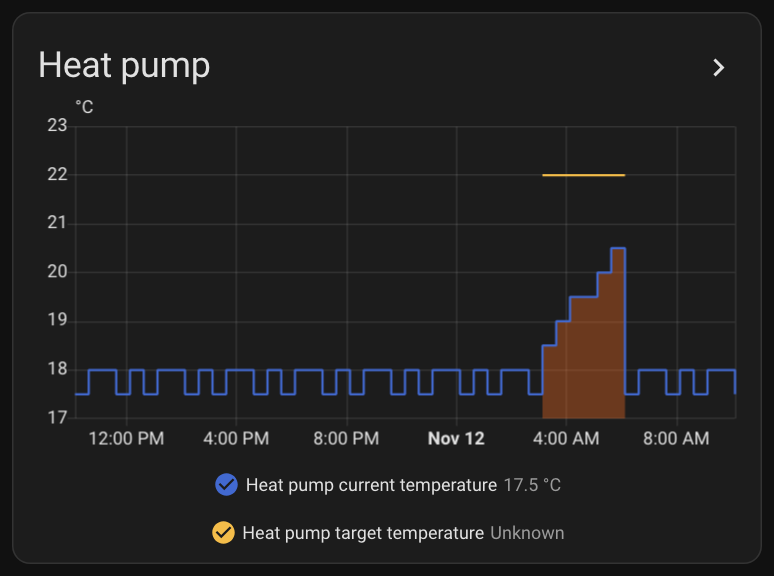 Heat pump
°C
23
22
21
20
19
18
17
12:00 PM 4:00 PM 8:00 PM Nov 12 4:00 AM 8:00 AM
Heat pump current temperature 17.5 °C
Heat pump target temperature Unknown